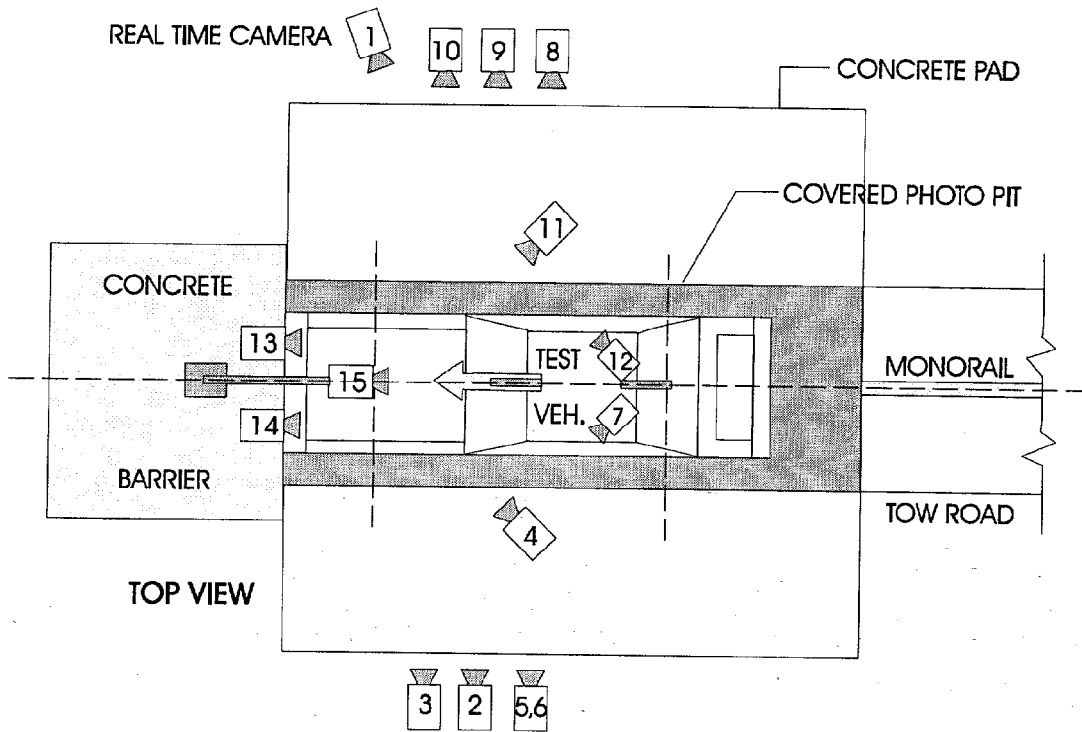 REAL TIME CAMERA
1
10
9
8
CONCRETE PAD
COVERED PHOTO PIT
11
CONCRETE
13
TEST
12
15
MONORAIL
14
VEH.
7
BARRIER
4
TOW ROAD
TOP VIEW
3
2
5,6